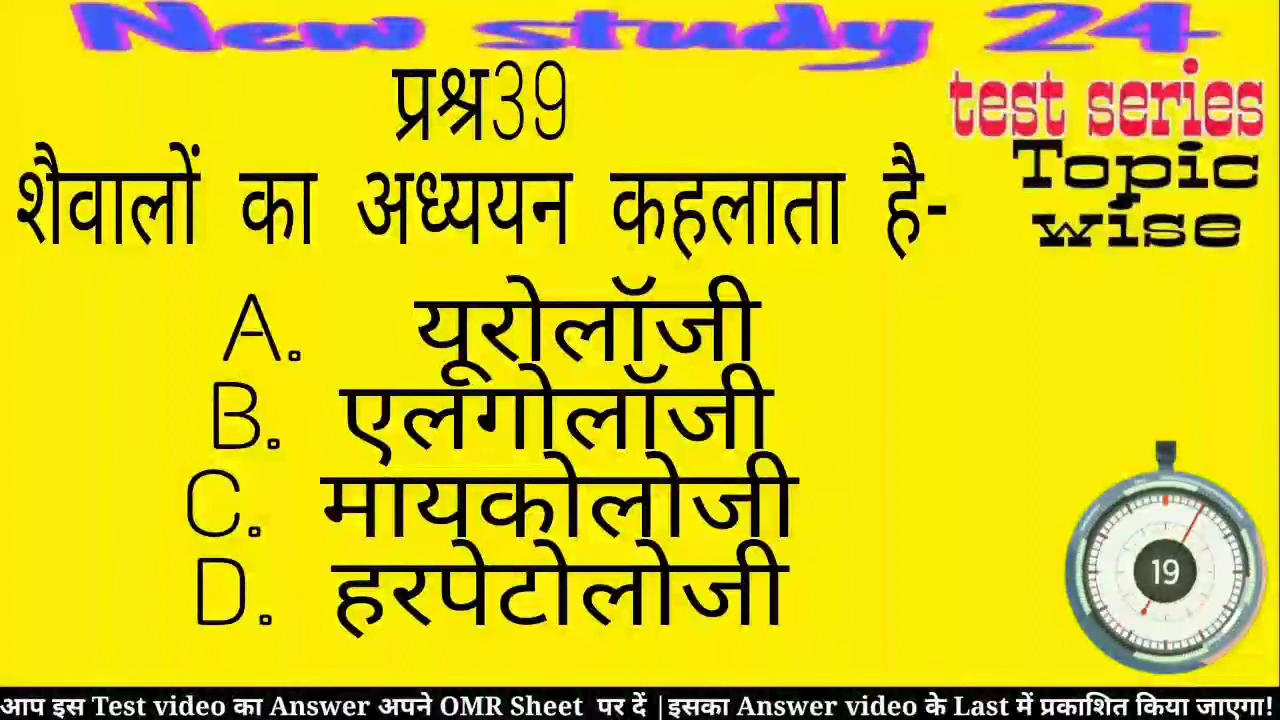 New study 24
प्रश्न39
test series
Topic
wise
शैवालों का अध्ययन कहलाता है-
A. यूरोलॉजी
B. एलगोलॉजी
C. मायकोलोजी
D. हरपेटोलोजी
19
आप इस Test video का Answer अपने OMR Sheet पर दें |इसका Answer video के Last में प्रकाशित किया जाएगा!